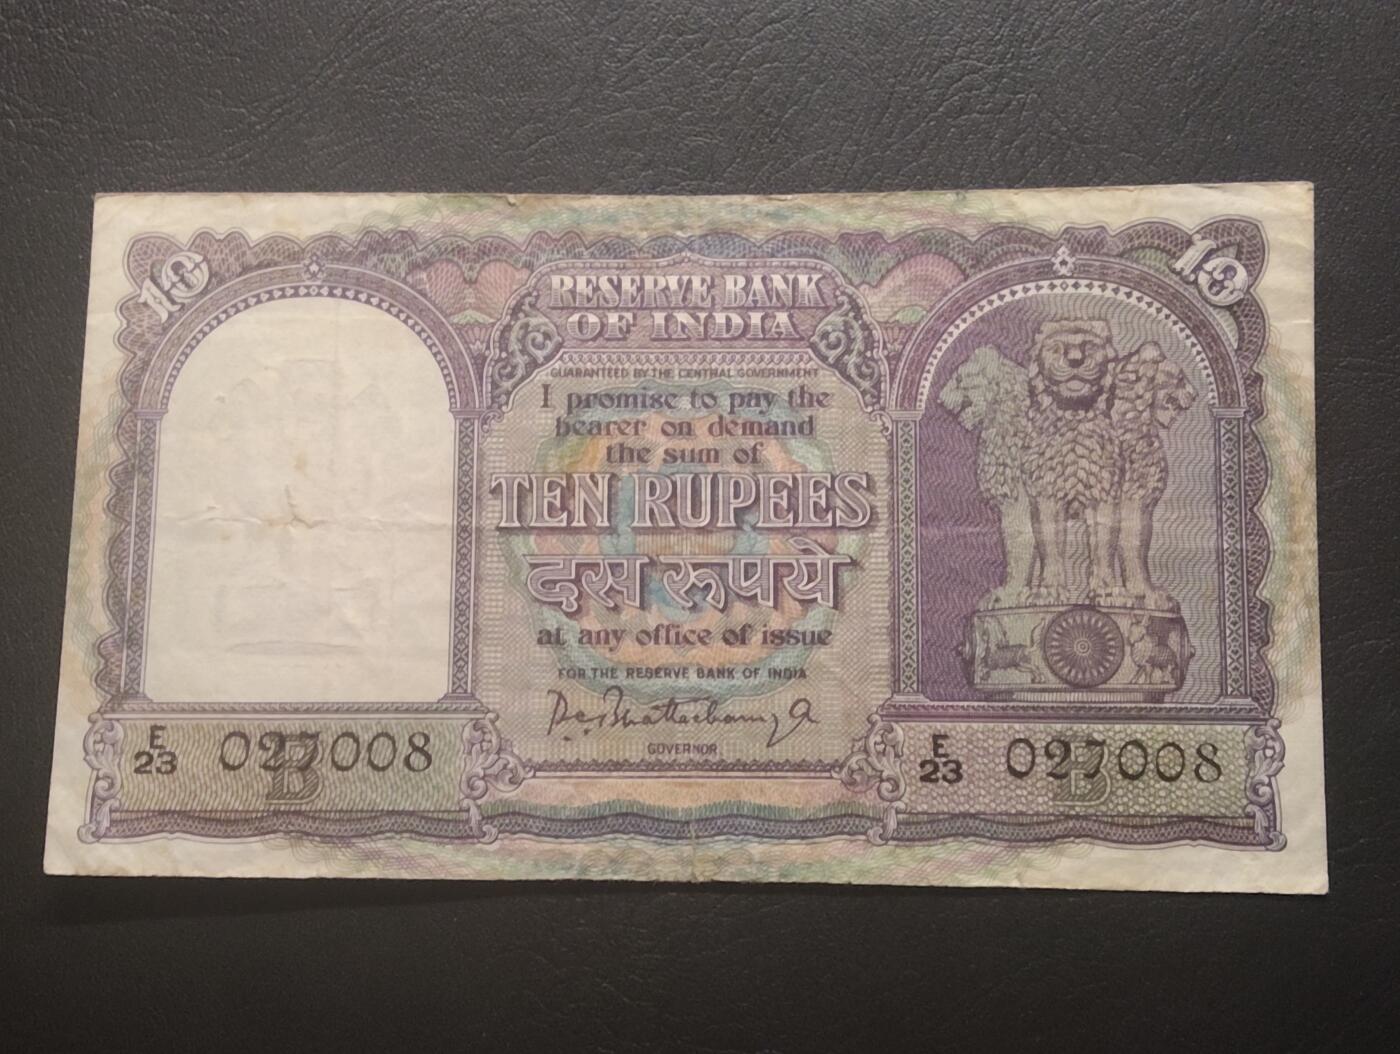 10
10
RESERVE BANK
OF INDIA
GUARANTEED BY THE CENTRAL GOVERNMENT
I promise to pay the
bearer on demand
the sum of
TEN RUPEES
दस रूपये
at any office of issue
FOR THE RESERVE BANK OF INDIA
P.C. Bhattacharyya
GOVERNOR
E
23 027008
B
E
23 027008
B